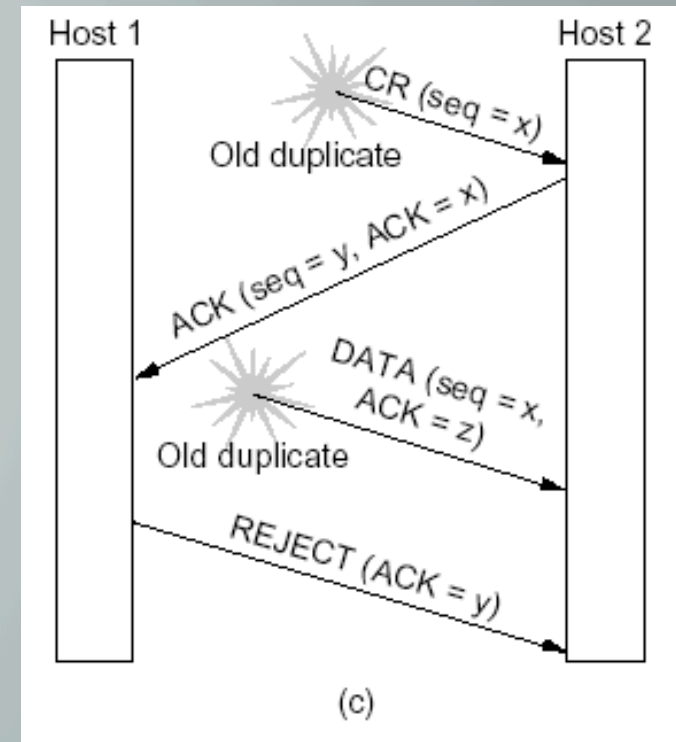 Host 1
Host 2
CR (seq = x)
Old duplicate
ACK (seq = y, ACK = x)
DATA (seq = x,
ACK = z)
Old duplicate
REJECT (ACK = y)
(c)